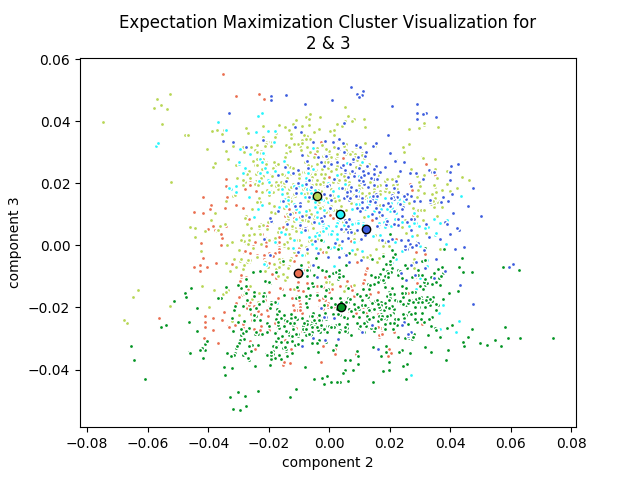 Expectation Maximization Cluster Visualization for
2 & 3
0.06
0.04
0.02
0.00
−0.02
−0.04
component 3
−0.08 −0.06 −0.04 −0.02 0.00 0.02 0.04 0.06 0.08
component 2